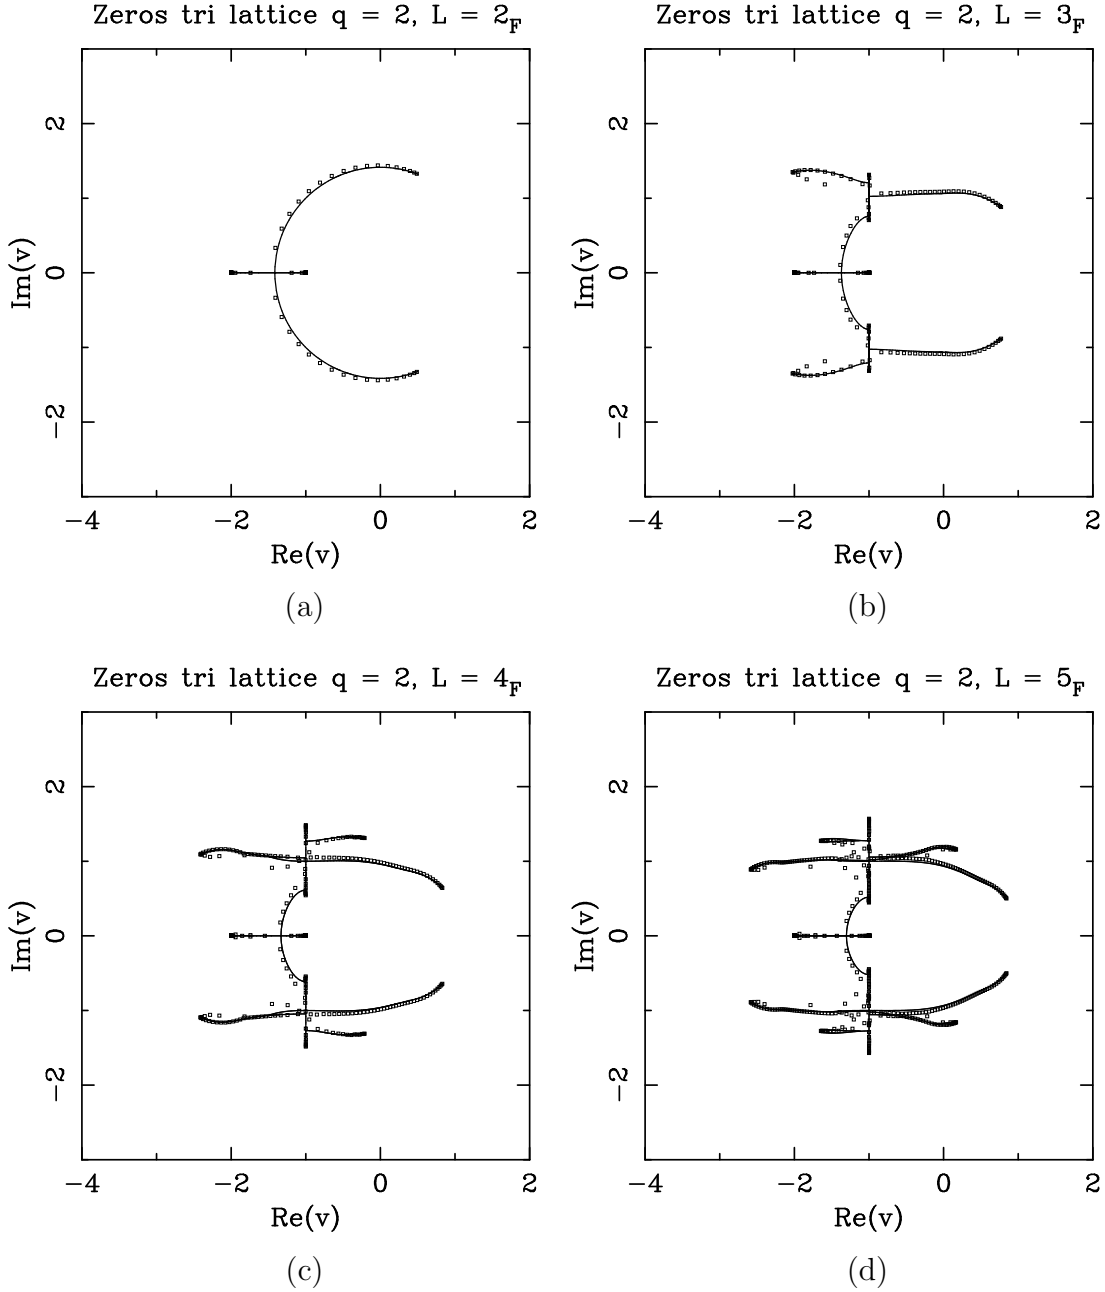 Zeros tri lattice q = 2, L = 2F
2
0
−2
Im(v)
−4 −2 0 2
Re(v)
(a)
Zeros tri lattice q = 2, L = 3F
2
0
−2
Im(v)
−4 −2 0 2
Re(v)
(b)
Zeros tri lattice q = 2, L = 4F
2
0
−2
Im(v)
−4 −2 0 2
Re(v)
(c)
Zeros tri lattice q = 2, L = 5F
2
0
−2
Im(v)
−4 −2 0 2
Re(v)
(d)